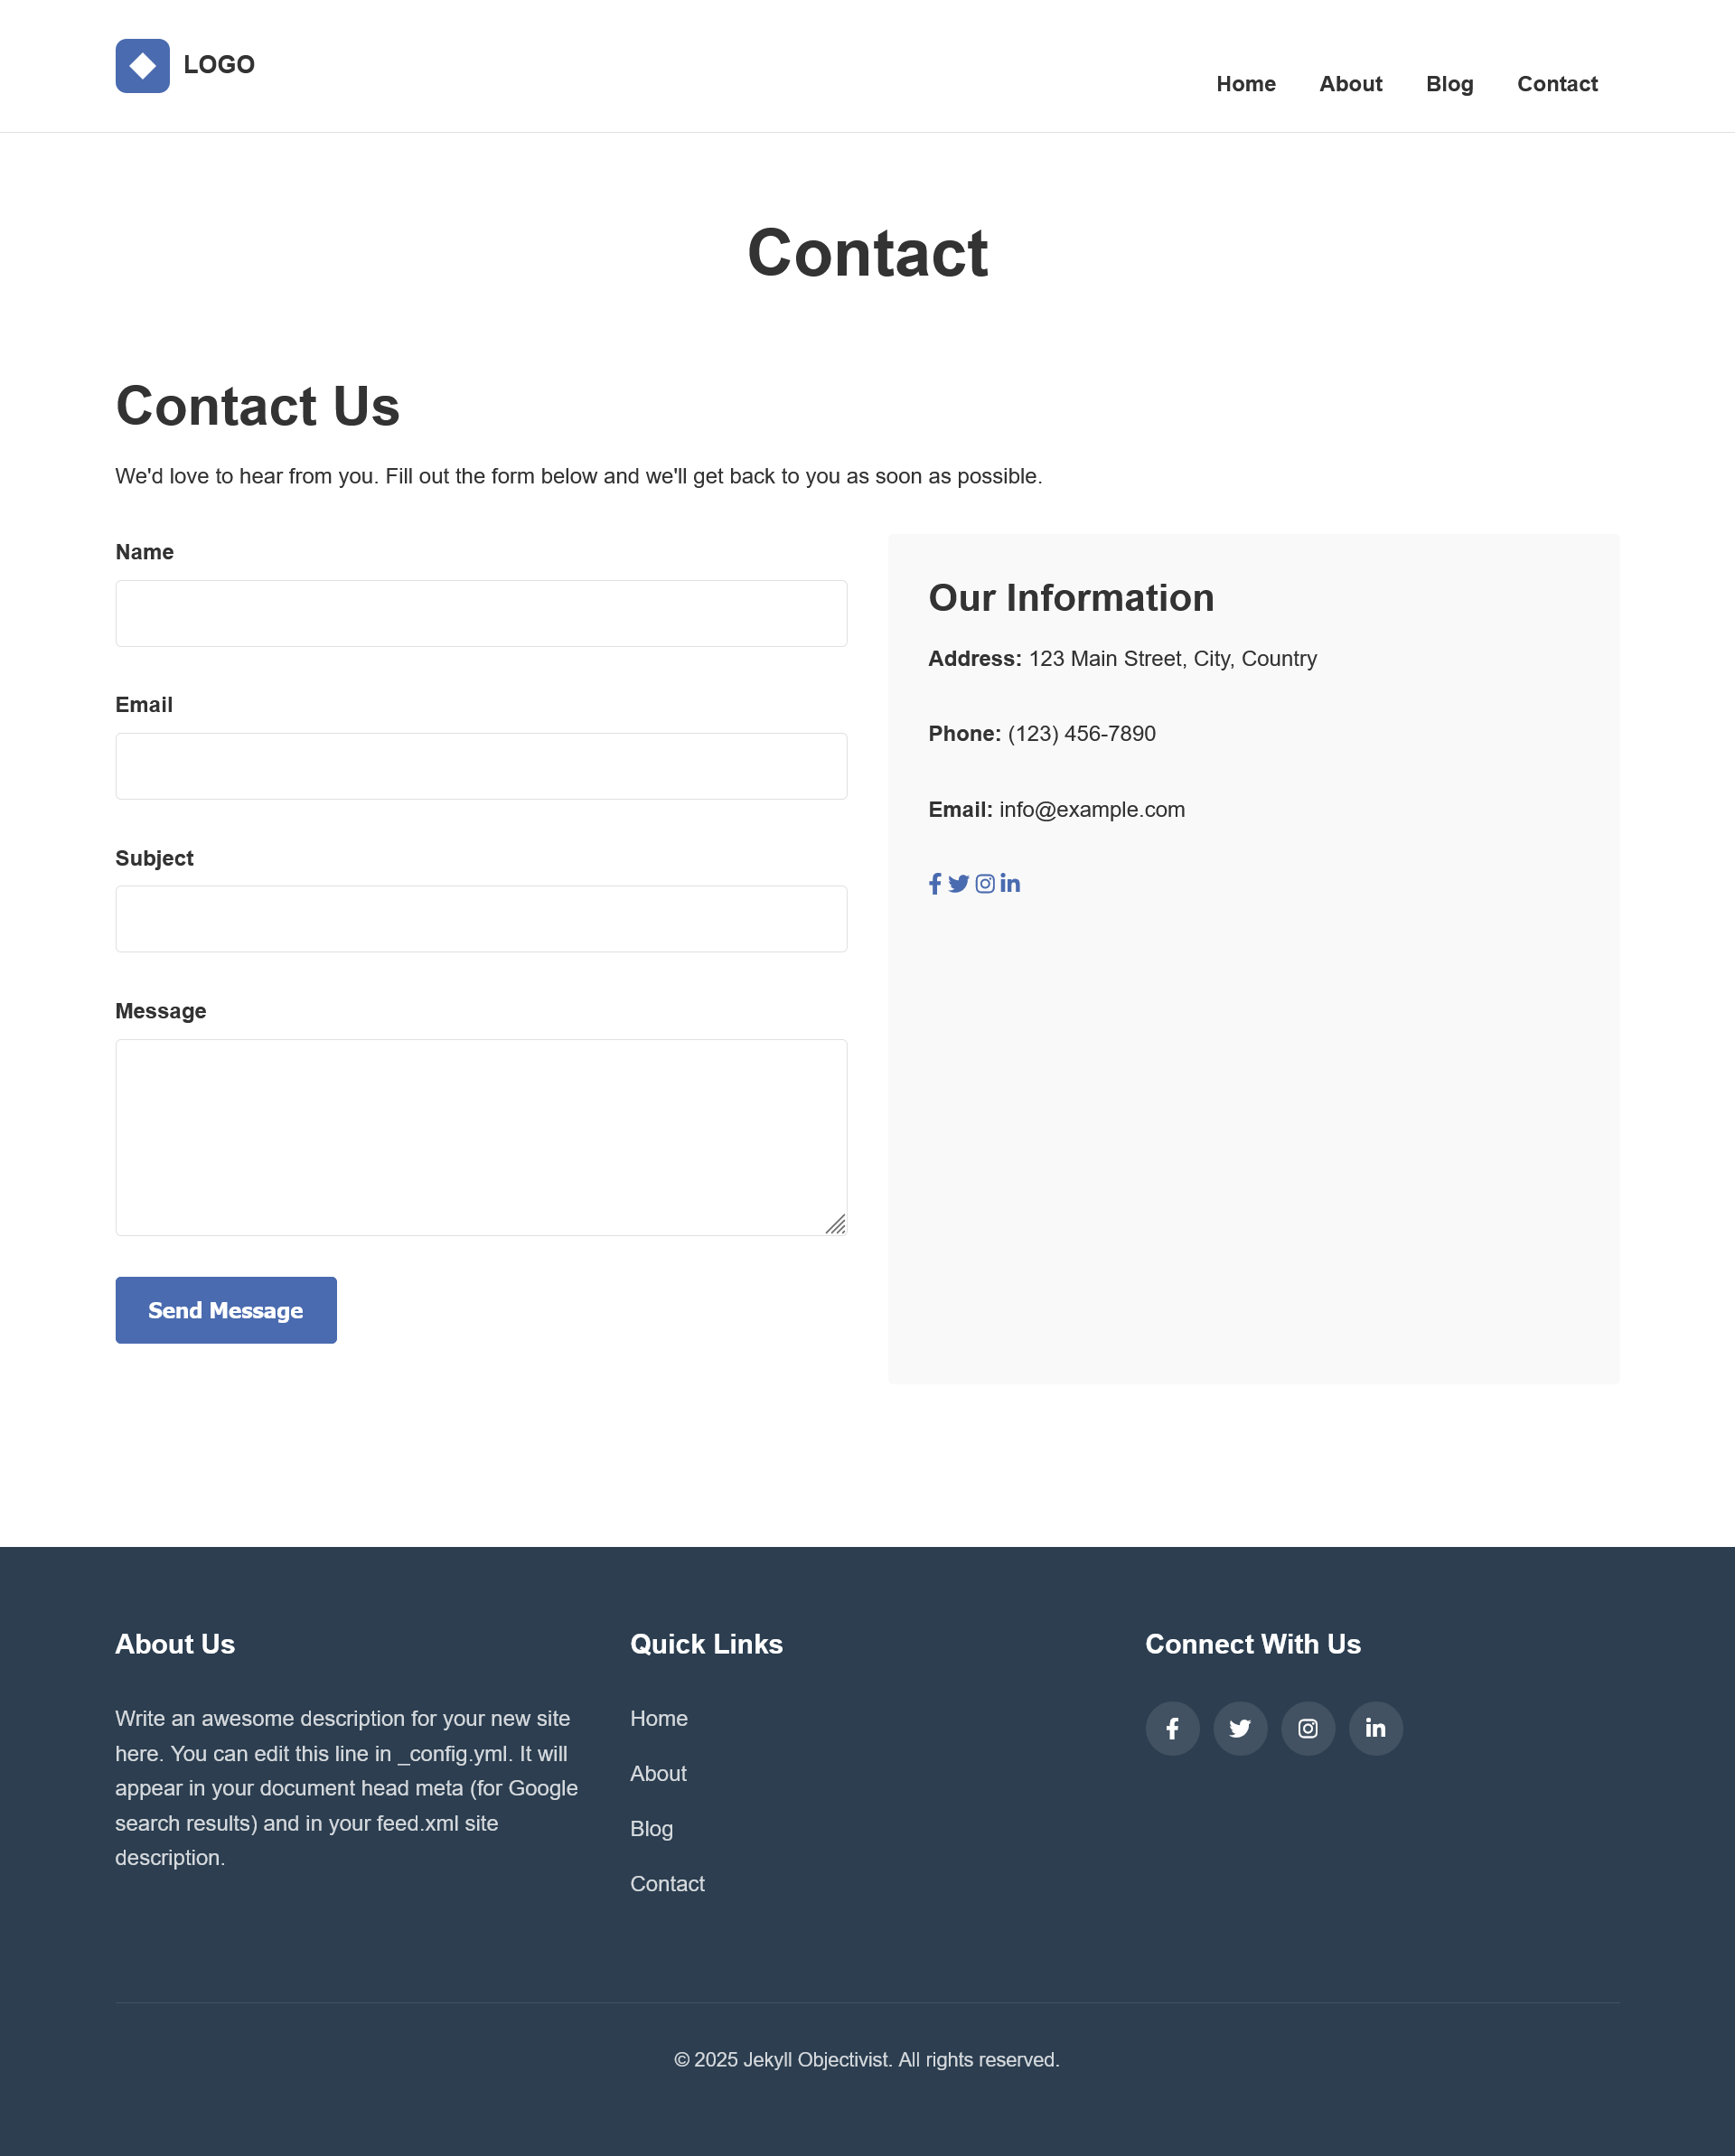 LOGO
Home About Blog Contact
Contact
Contact Us
We'd love to hear from you. Fill out the form below and we'll get back to you as soon as possible.
Name
Email
Subject
Message
Send Message
Our Information
Address: 123 Main Street, City, Country
Phone: (123) 456-7890
Email: info@example.com
About Us
Write an awesome description for your new site
here. You can edit this line in _config.yml. It will
appear in your document head meta (for Google
search results) and in your feed.xml site
description.
Quick Links
Home
About
Blog
Contact
Connect With Us
© 2025 Jekyll Objectivist. All rights reserved.